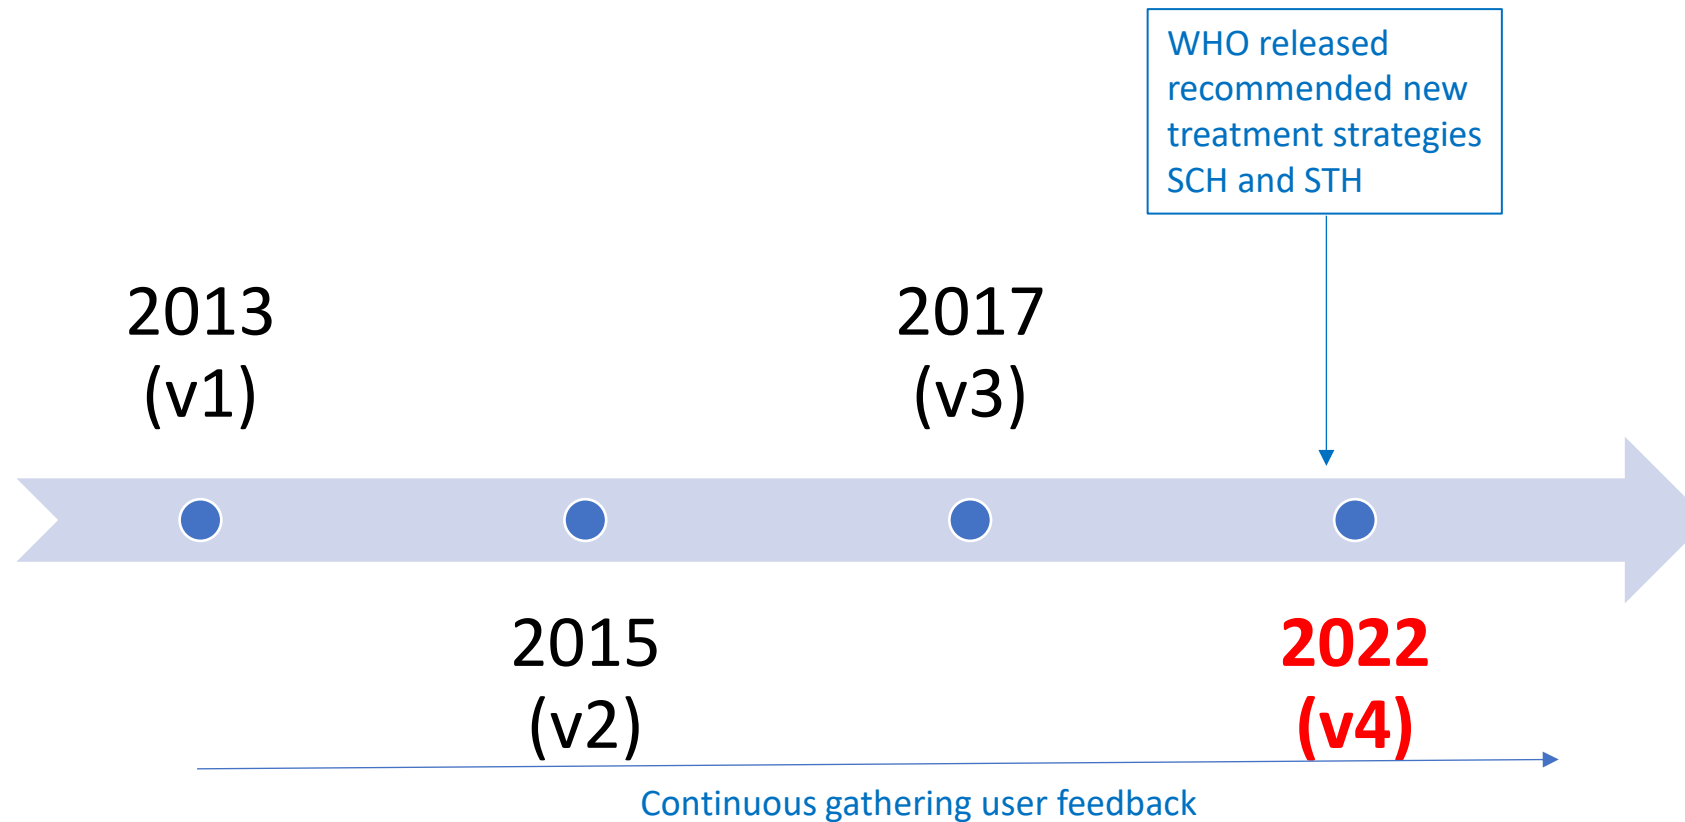 WHO released
recommended new
treatment strategies
SCH and STH
2013
(v1)
2017
(v3)
2015
(v2)
2022
(v4)
Continuous gathering user feedback